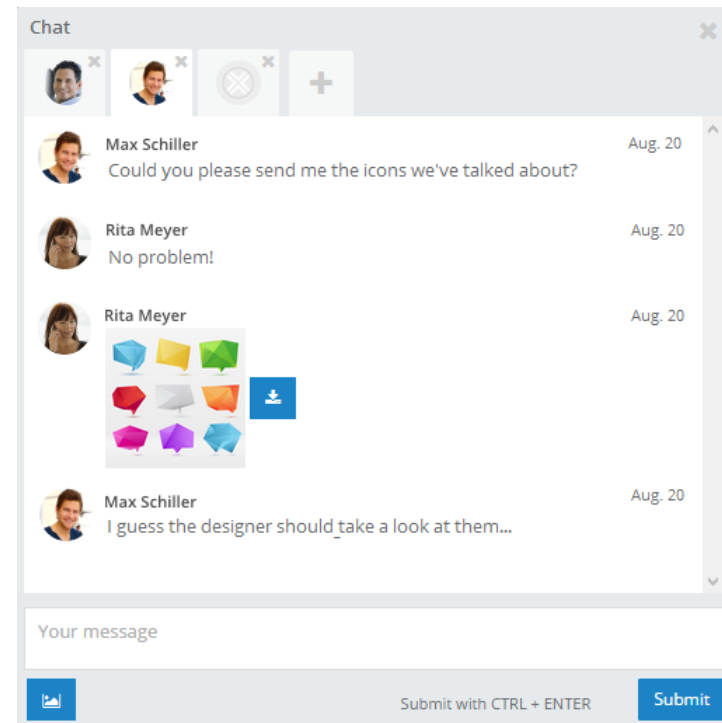 Chat
Max Schiller
Aug. 20
Could you please send me the icons we've talked about?
Rita Meyer
Aug. 20
No problem!
Rita Meyer
Aug. 20
Max Schiller
Aug. 20
I guess the designer should_take a look at them...
Your message
Submit with CTRL + ENTER
Submit